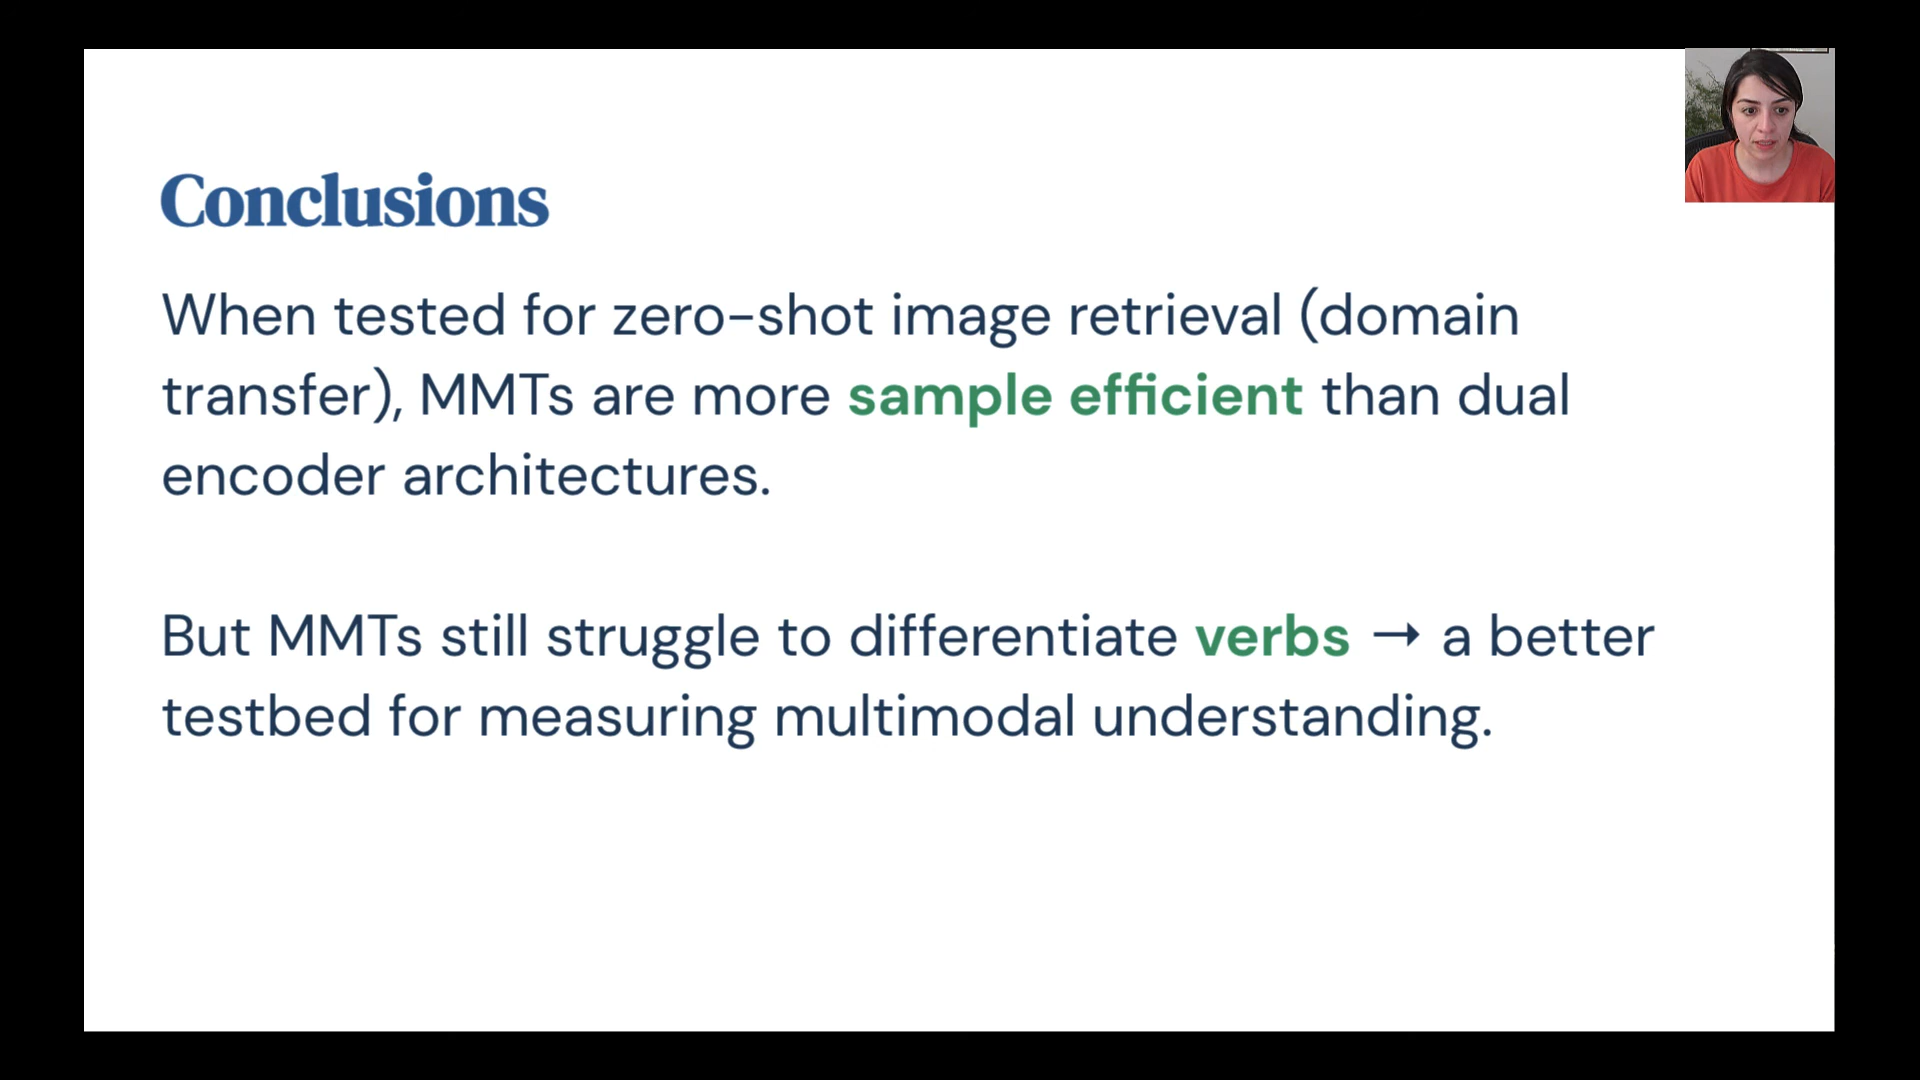 Conclusions
When tested for zero-shot image retrieval (domain
transfer), MMTs are more sample efficient than dual
encoder architectures.
But MMTs still struggle to differentiate verbs → a better
testbed for measuring multimodal understanding.